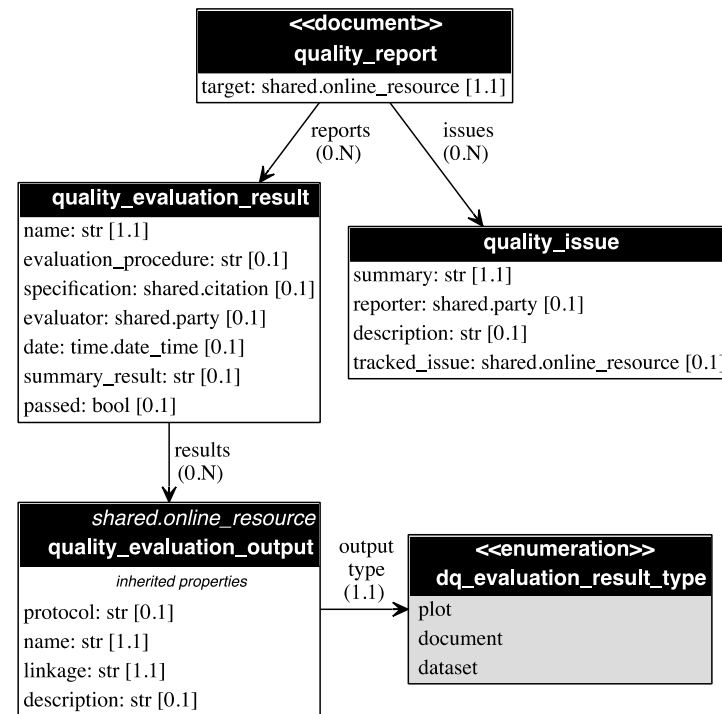 <<document>>
quality_report
target: shared.online_resource [1.1]
reports
(0.N)
issues
(0.N)
quality_evaluation_result
name: str [1.1]
evaluation_procedure: str [0.1]
specification: shared.citation [0.1]
evaluator: shared.party [0.1]
date: time.date_time [0.1]
summary_result: str [0.1]
passed: bool [0.1]
quality_issue
summary: str [1.1]
reporter: shared.party [0.1]
description: str [0.1]
tracked_issue: shared.online_resource [0.1]
results
(0.N)
shared.online_resource
quality_evaluation_output
inherited properties
protocol: str [0.1]
name: str [1.1]
linkage: str [1.1]
description: str [0.1]
output
type
(1.1)
<<enumeration>>
dq_evaluation_result_type
plot
document
dataset